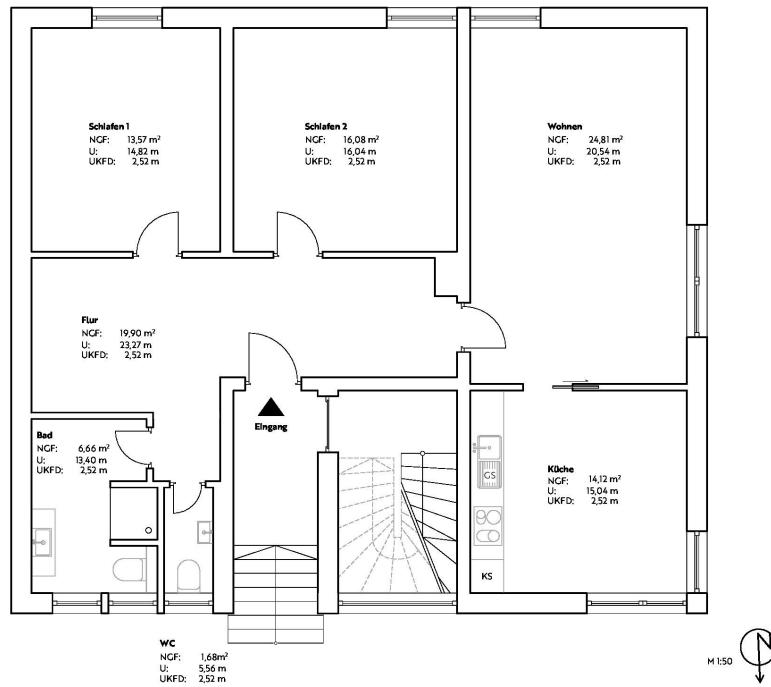 Schlafen 1
NGF: 13,57 m²
U: 14,82 m
UKFD: 2,52 m
Schlafen 2
NGF: 16,08 m²
U: 16,04 m
UKFD: 2,52 m
Wohnen
NGF: 24,81 m²
U: 20,54 m
UKFD: 2,52 m
Flur
NGF: 19,90 m²
U: 23,27 m
UKFD: 2,52 m
Eingang
Bad
NGF: 6,66 m²
U: 13,40 m
UKFD: 2,52 m
GS
Küche
NGF: 14,12 m²
U: 15,04 m
UKFD: 2,52 m
KS
WC
NGF: 1,68m²
U: 5,56 m
UKFD: 2,52 m
M 1:50
N